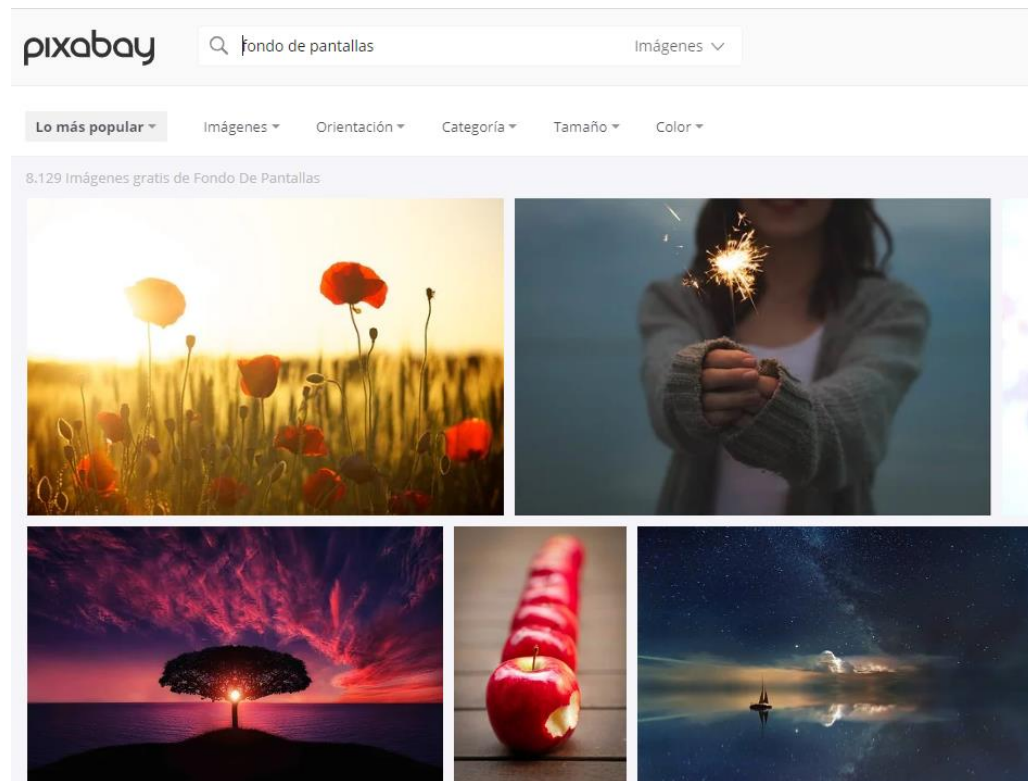 pixabay
fondo de pantallas Imágenes
Lo más popular Imágenes Orientación Categoría Tamaño Color
8.129 Imágenes gratis de Fondo De Pantallas